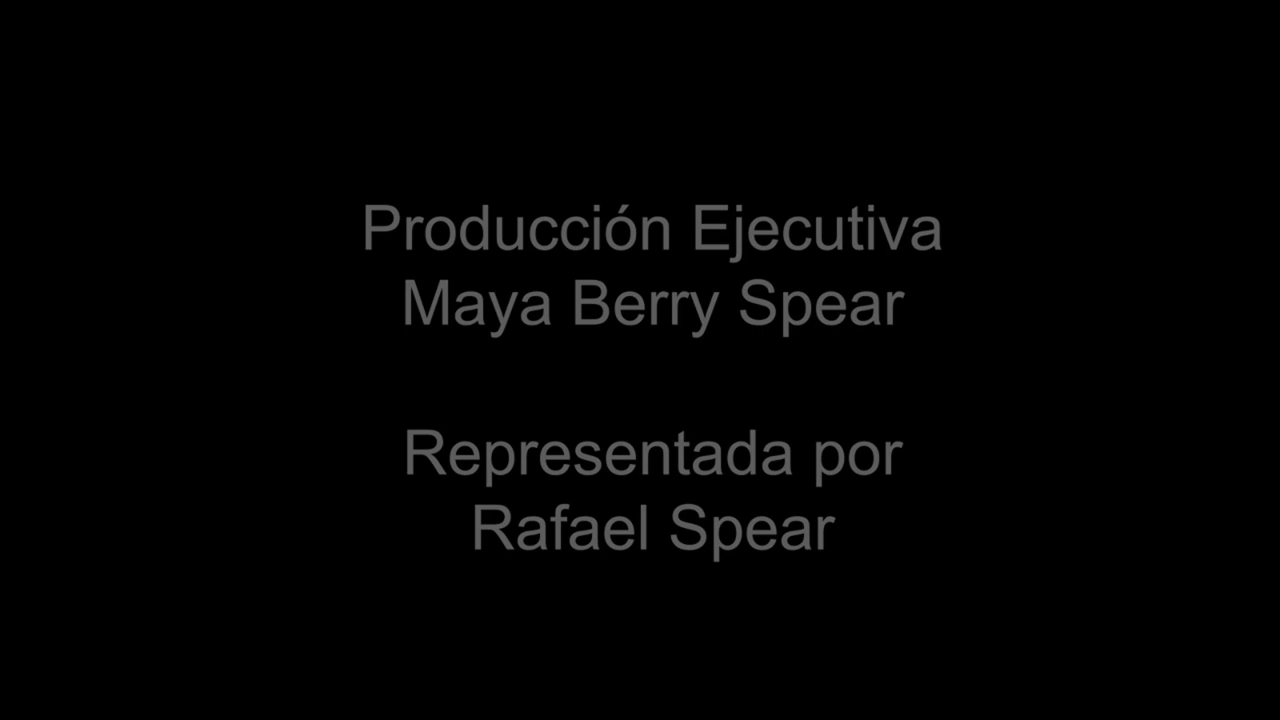 Producción Ejecutiva
Maya Berry Spear
Representada por
Rafael Spear